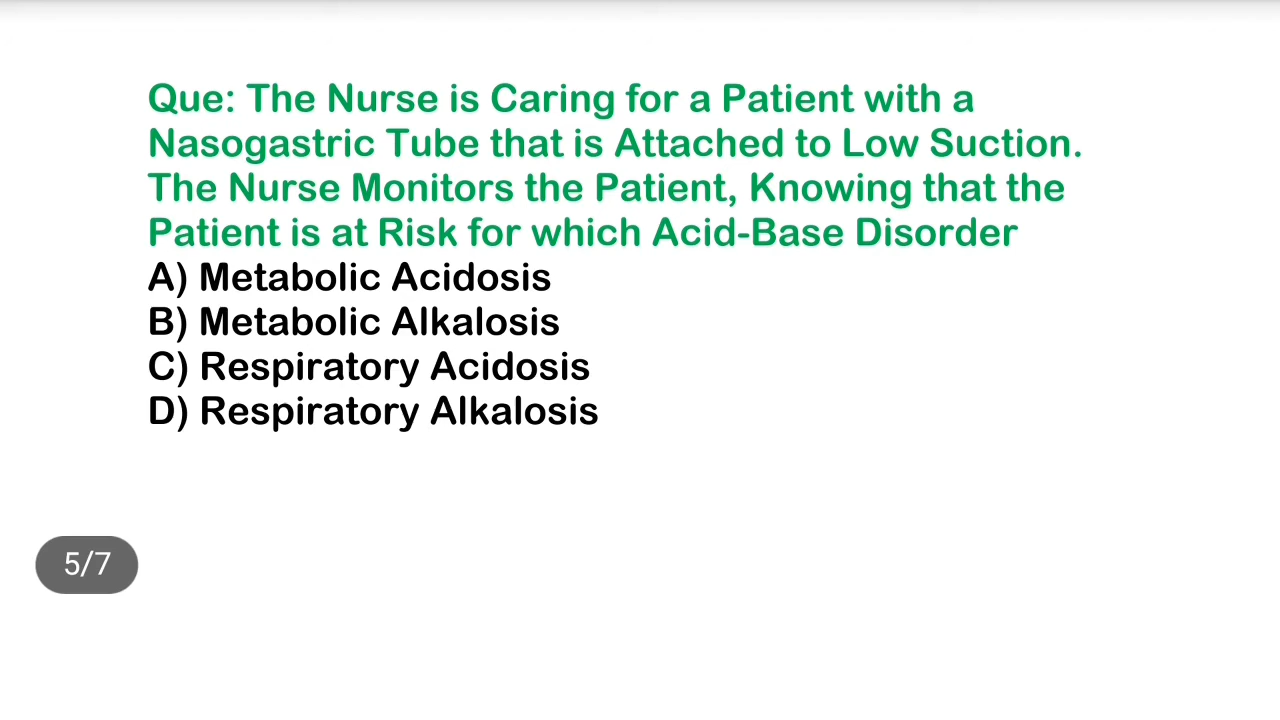 Que: The Nurse is Caring for a Patient with a
Nasogastric Tube that is Attached to Low Suction.
The Nurse Monitors the Patient, Knowing that the
Patient is at Risk for which Acid-Base Disorder
A) Metabolic Acidosis
B) Metabolic Alkalosis
C) Respiratory Acidosis
D) Respiratory Alkalosis
5/7